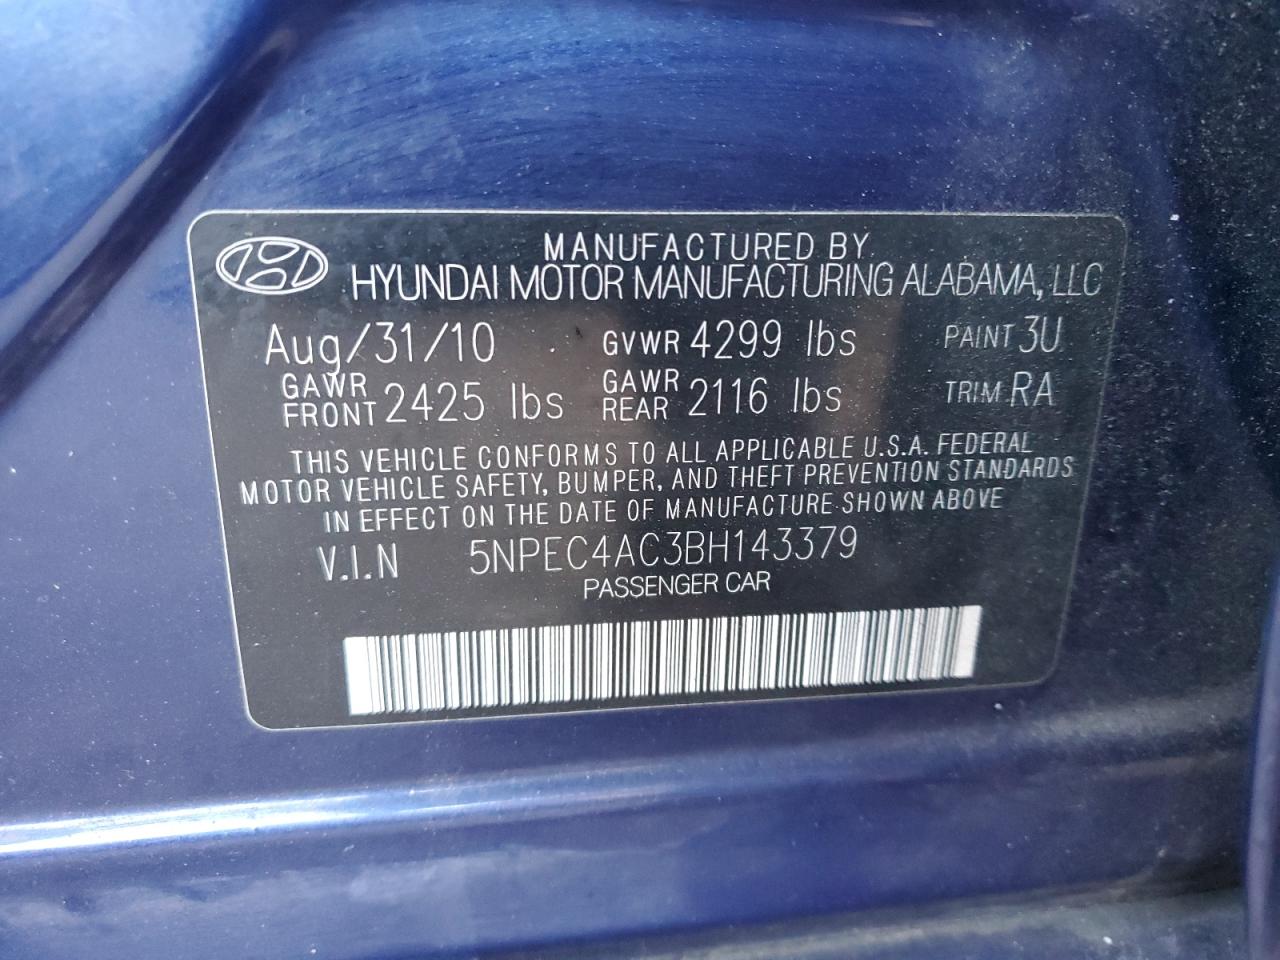 MANUFACTURED BY
HYUNDAI MOTOR MANUFACTURING ALABAMA, LLC
Aug/31/10 GVWR 4299 lbs PAINT 3U
GAWR FRONT 2425 lbs GAWR REAR 2116 lbs TRIM RA
THIS VEHICLE CONFORMS TO ALL APPLICABLE U.S.A. FEDERAL
MOTOR VEHICLE SAFETY, BUMPER, AND THEFT PREVENTION STANDARDS
IN EFFECT ON THE DATE OF MANUFACTURE SHOWN ABOVE
V.I.N 5NPEC4AC3BH143379
PASSENGER CAR